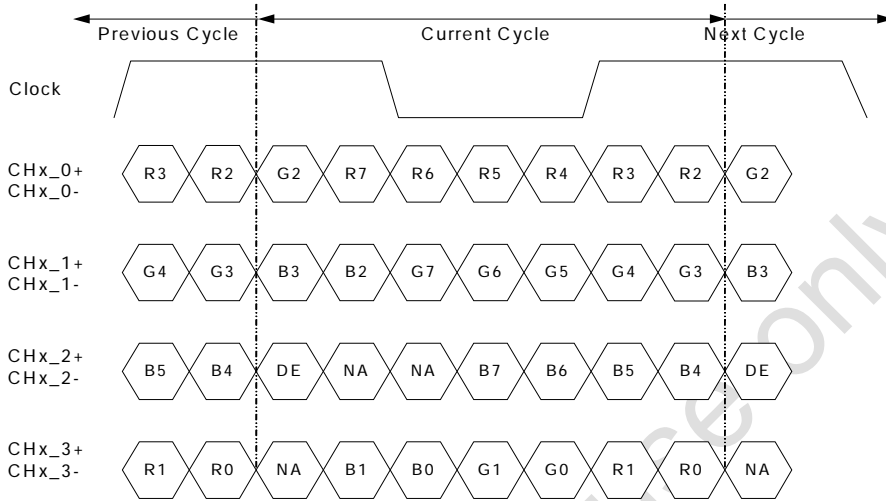 Previous Cycle Current Cycle Next Cycle
Clock
CHx_0+
CHx_0-
R3 R2 G2 R7 R6 R5 R4 R3 R2 G2
CHx_1+
CHx_1-
G4 G3 B3 B2 G7 G6 G5 G4 G3 B3
CHx_2+
CHx_2-
B5 B4 DE NA NA B7 B6 B5 B4 DE
CHx_3+
CHx_3-
R1 R0 NA B1 B0 G1 G0 R1 R0 NA
use only